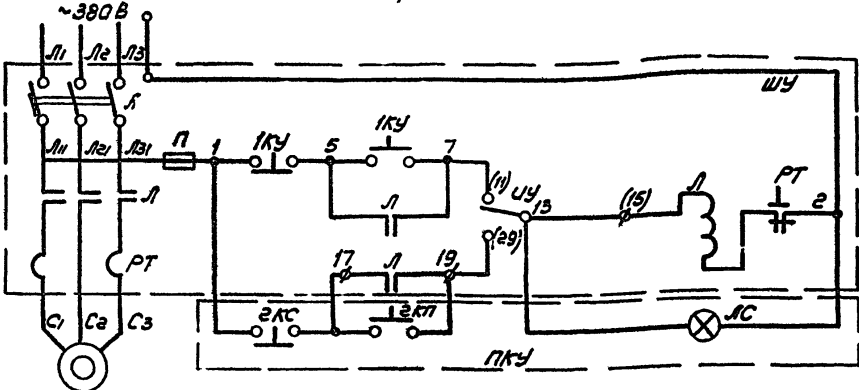 ~380 В
Л1 Л2 Л3
ШУ
К
Л11 Л21 Л31 П 1 1КУ 5 1КУ 7
(11) ИУ 13 (15) Л РТ 2
Л
Л
(29)
РТ
17 Л 19
С1 С2 С3 2КС 2КП ЛС
ПКУ